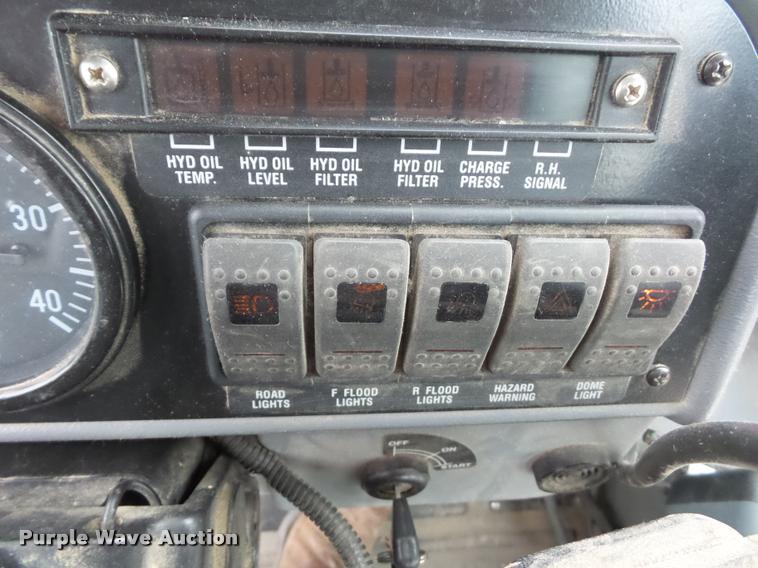 HYD OIL TEMP.
HYD OIL LEVEL
HYD OIL FILTER
HYD OIL FILTER
CHARGE PRESS.
R.H. SIGNAL
30
40
ROAD LIGHTS
F FLOOD LIGHTS
R FLOOD LIGHTS
HAZARD WARNING
DOME LIGHT
OFF
ON
START
Purple Wave Auction